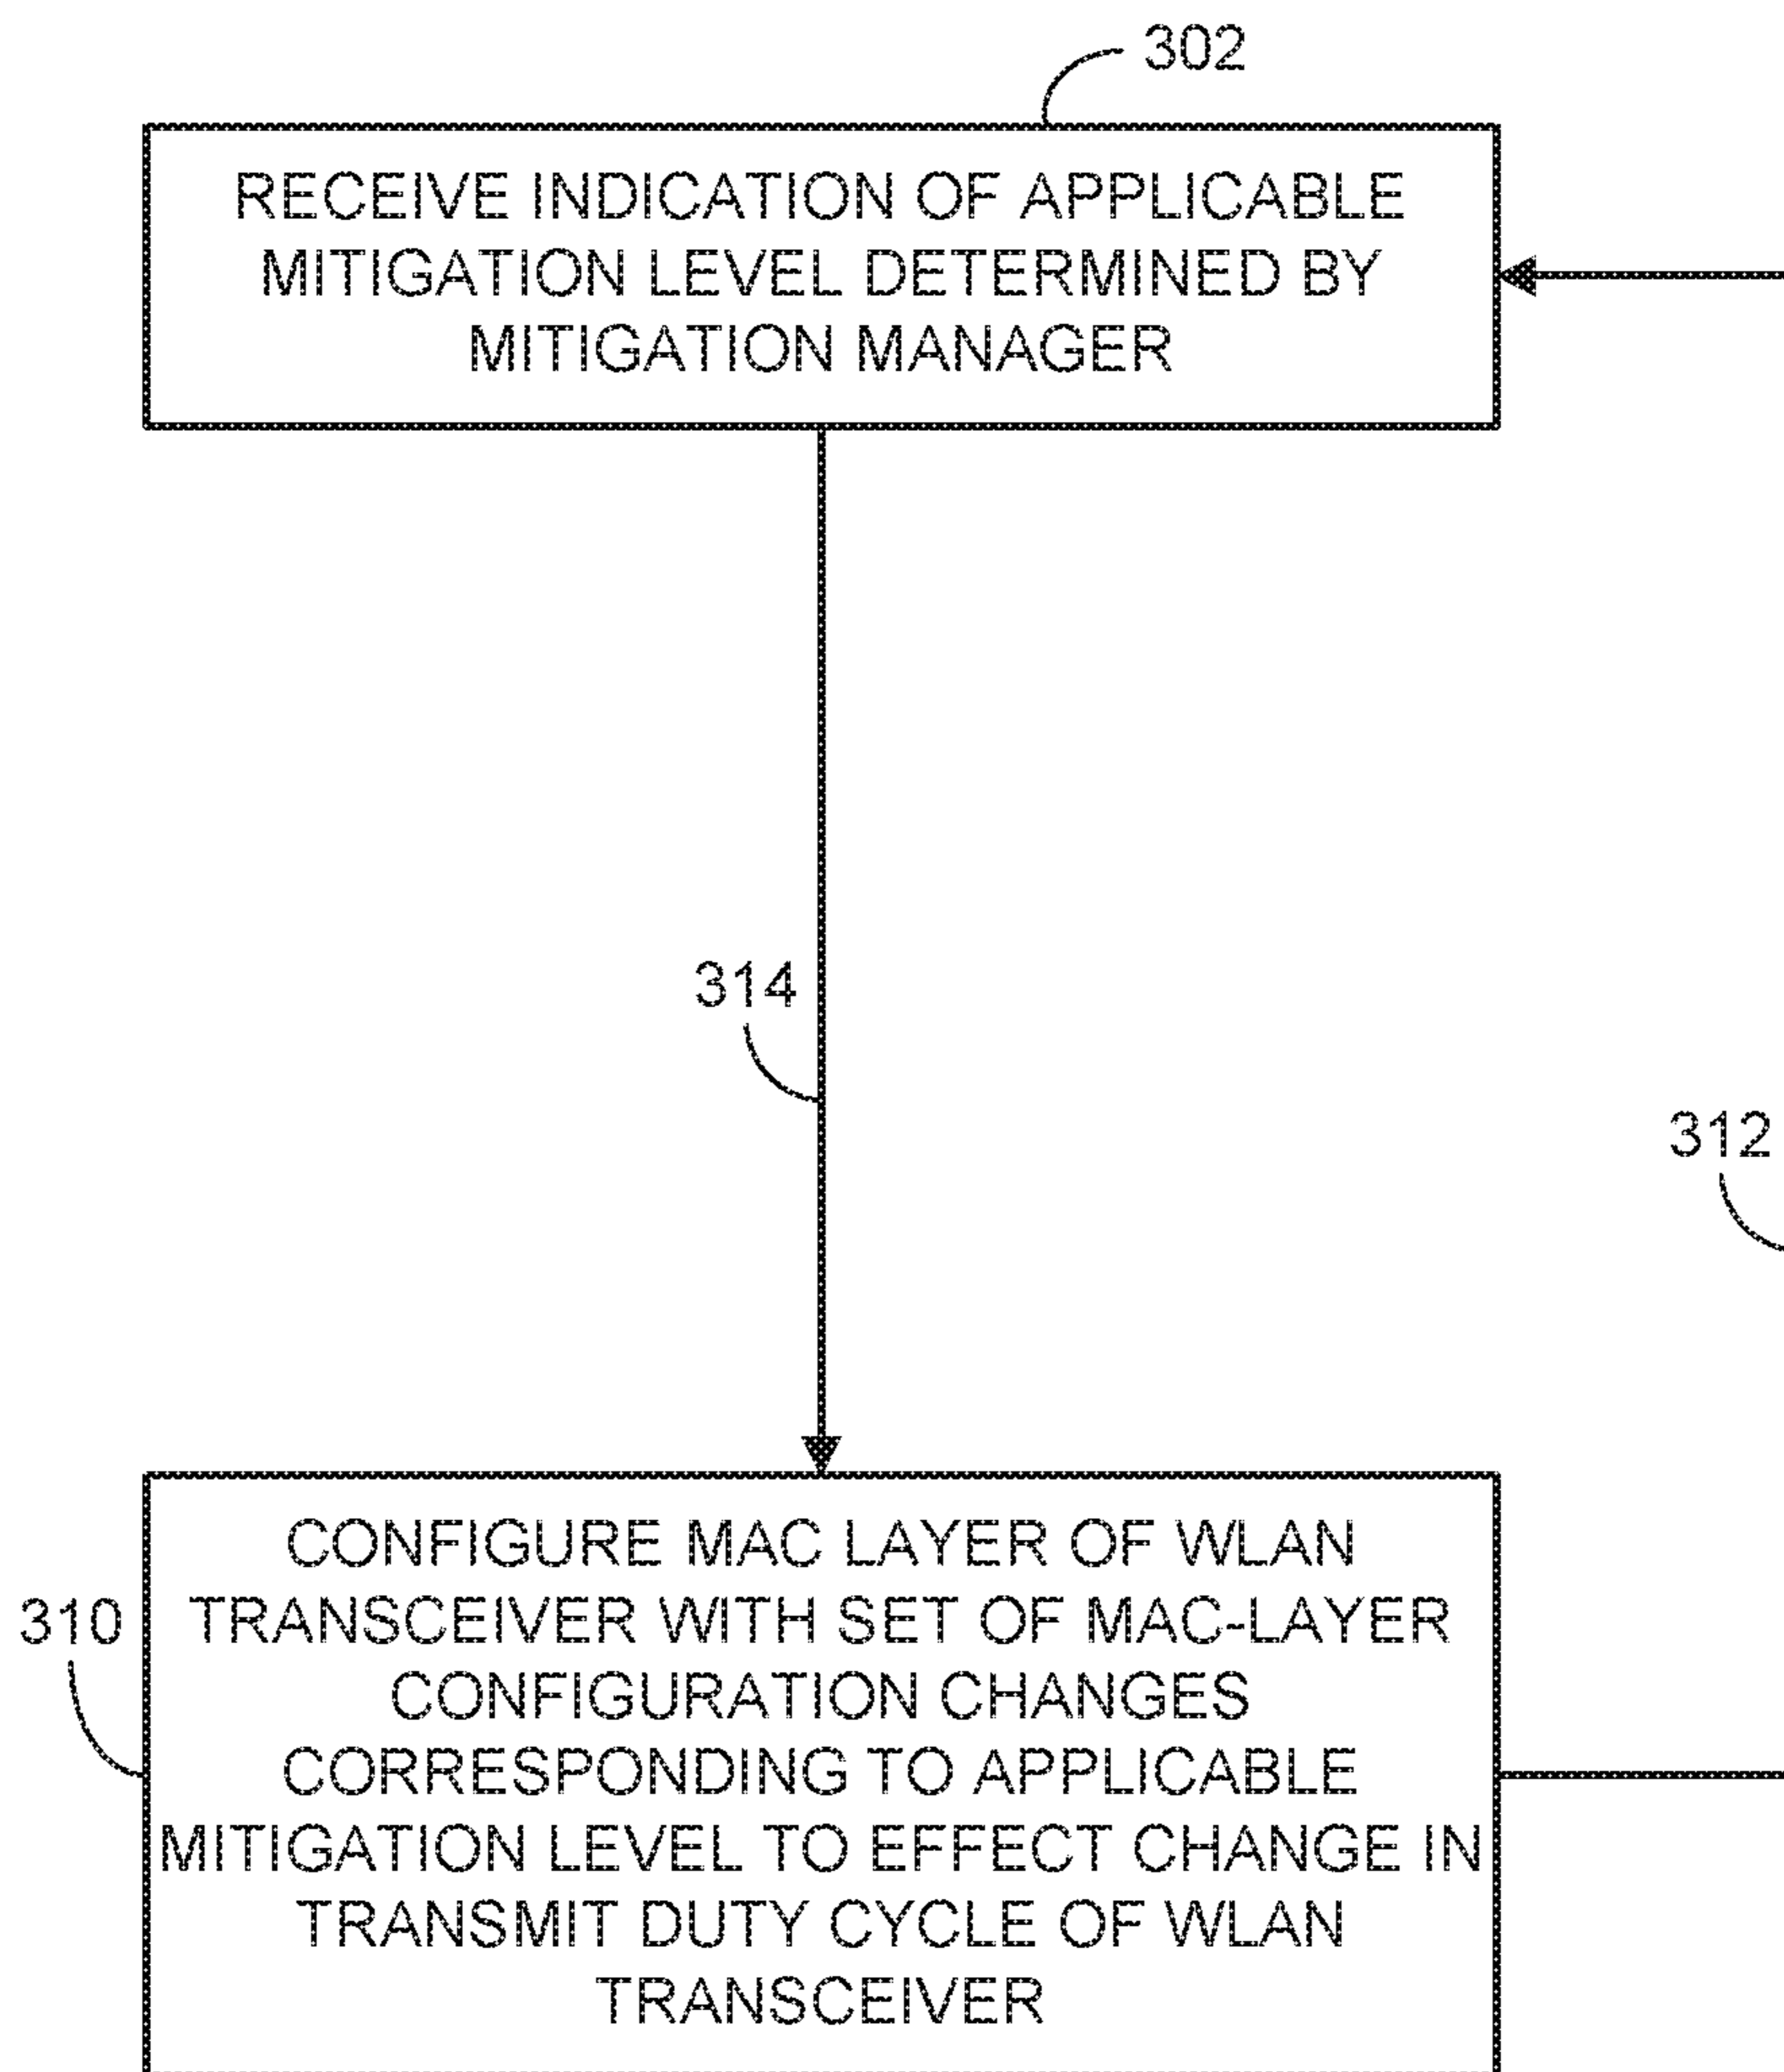 302
RECEIVE INDICATION OF APPLICABLE
MITIGATION LEVEL DETERMINED BY
MITIGATION MANAGER
314
312
310
CONFIGURE MAC LAYER OF WLAN
TRANSCEIVER WITH SET OF MAC-LAYER
CONFIGURATION CHANGES
CORRESPONDING TO APPLICABLE
MITIGATION LEVEL TO EFFECT CHANGE IN
TRANSMIT DUTY CYCLE OF WLAN
TRANSCEIVER